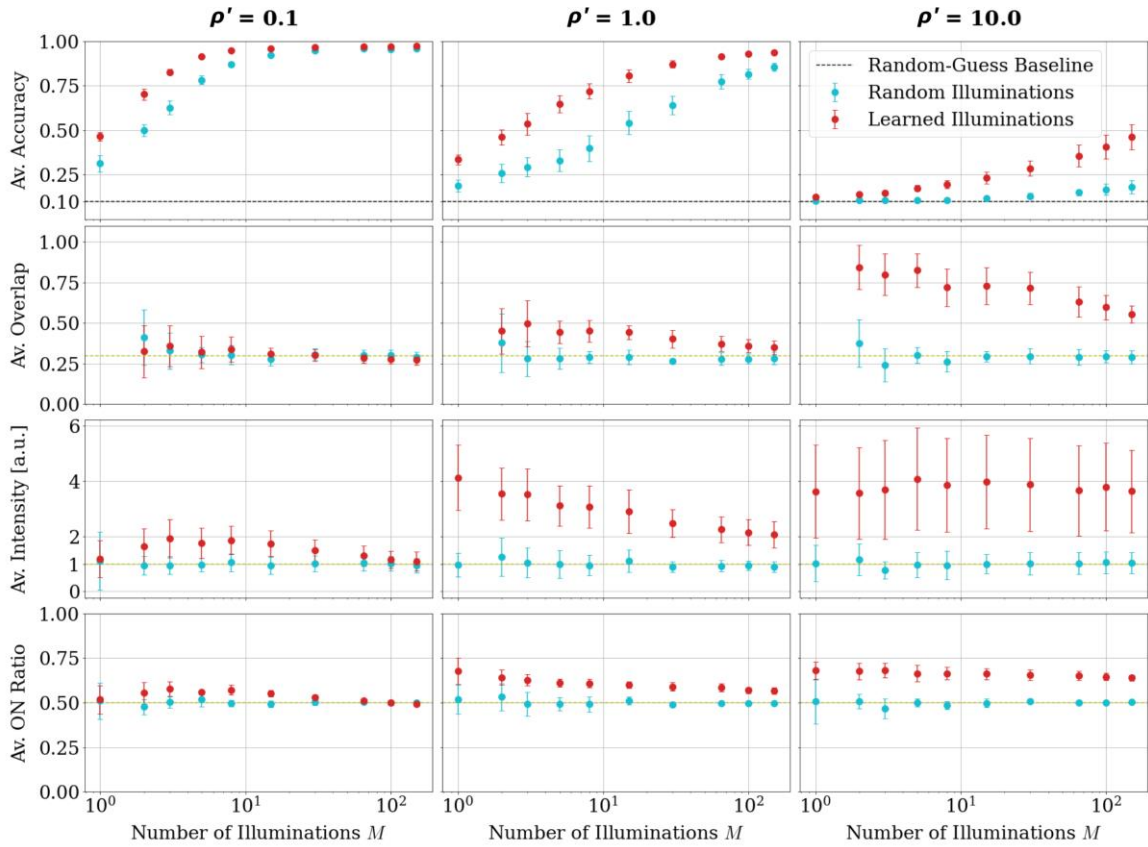 ρ′ = 0.1
ρ′ = 1.0
ρ′ = 10.0
Av. Accuracy
1.00
0.75
0.50
0.25
0.10
Random-Guess Baseline
Random Illuminations
Learned Illuminations
Av. Overlap
1.00
0.75
0.50
0.25
0.00
Av. Intensity [a.u.]
6
4
2
1
0
Av. ON Ratio
1.00
0.75
0.50
0.25
0.00
10⁰ 10¹ 10²
10⁰ 10¹ 10²
10⁰ 10¹ 10²
Number of Illuminations M
Number of Illuminations M
Number of Illuminations M